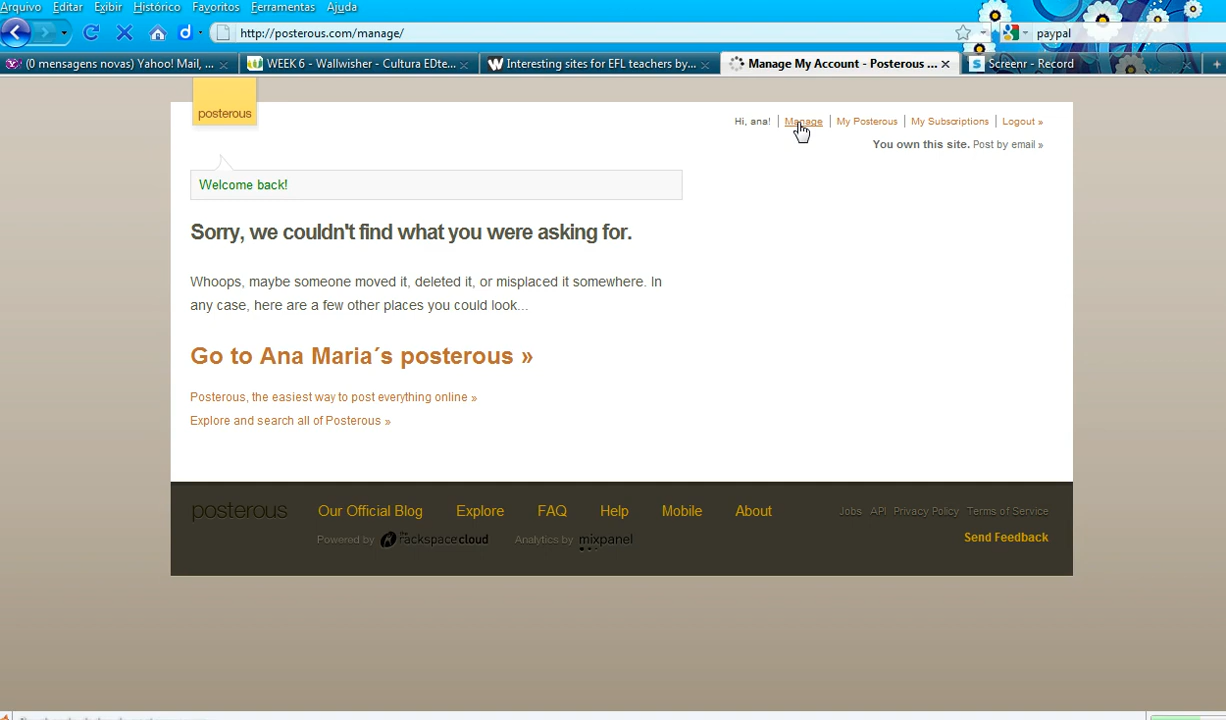 Arquivo Editar Exibir Histórico Favoritos Ferramentas Ajuda
http://posterous.com/manage/
paypal
(0 mensagens novas) Yahoo! Mail, ...
WEEK 6 - Wallwisher - Cultura EDte...
Interesting sites for EFL teachers by...
Manage My Account - Posterous ...
Screenr - Record
posterous
Hi, ana! | Manage | My Posterous | My Subscriptions | Logout »
You own this site. Post by email »
Welcome back!
Sorry, we couldn't find what you were asking for.
Whoops, maybe someone moved it, deleted it, or misplaced it somewhere. In
any case, here are a few other places you could look...
Go to Ana Maria´s posterous »
Posterous, the easiest way to post everything online »
Explore and search all of Posterous »
posterous Our Official Blog Explore FAQ Help Mobile About Jobs API Privacy Policy Terms of Service
Powered by the rackspacecloud Analytics by mixpanel Send Feedback